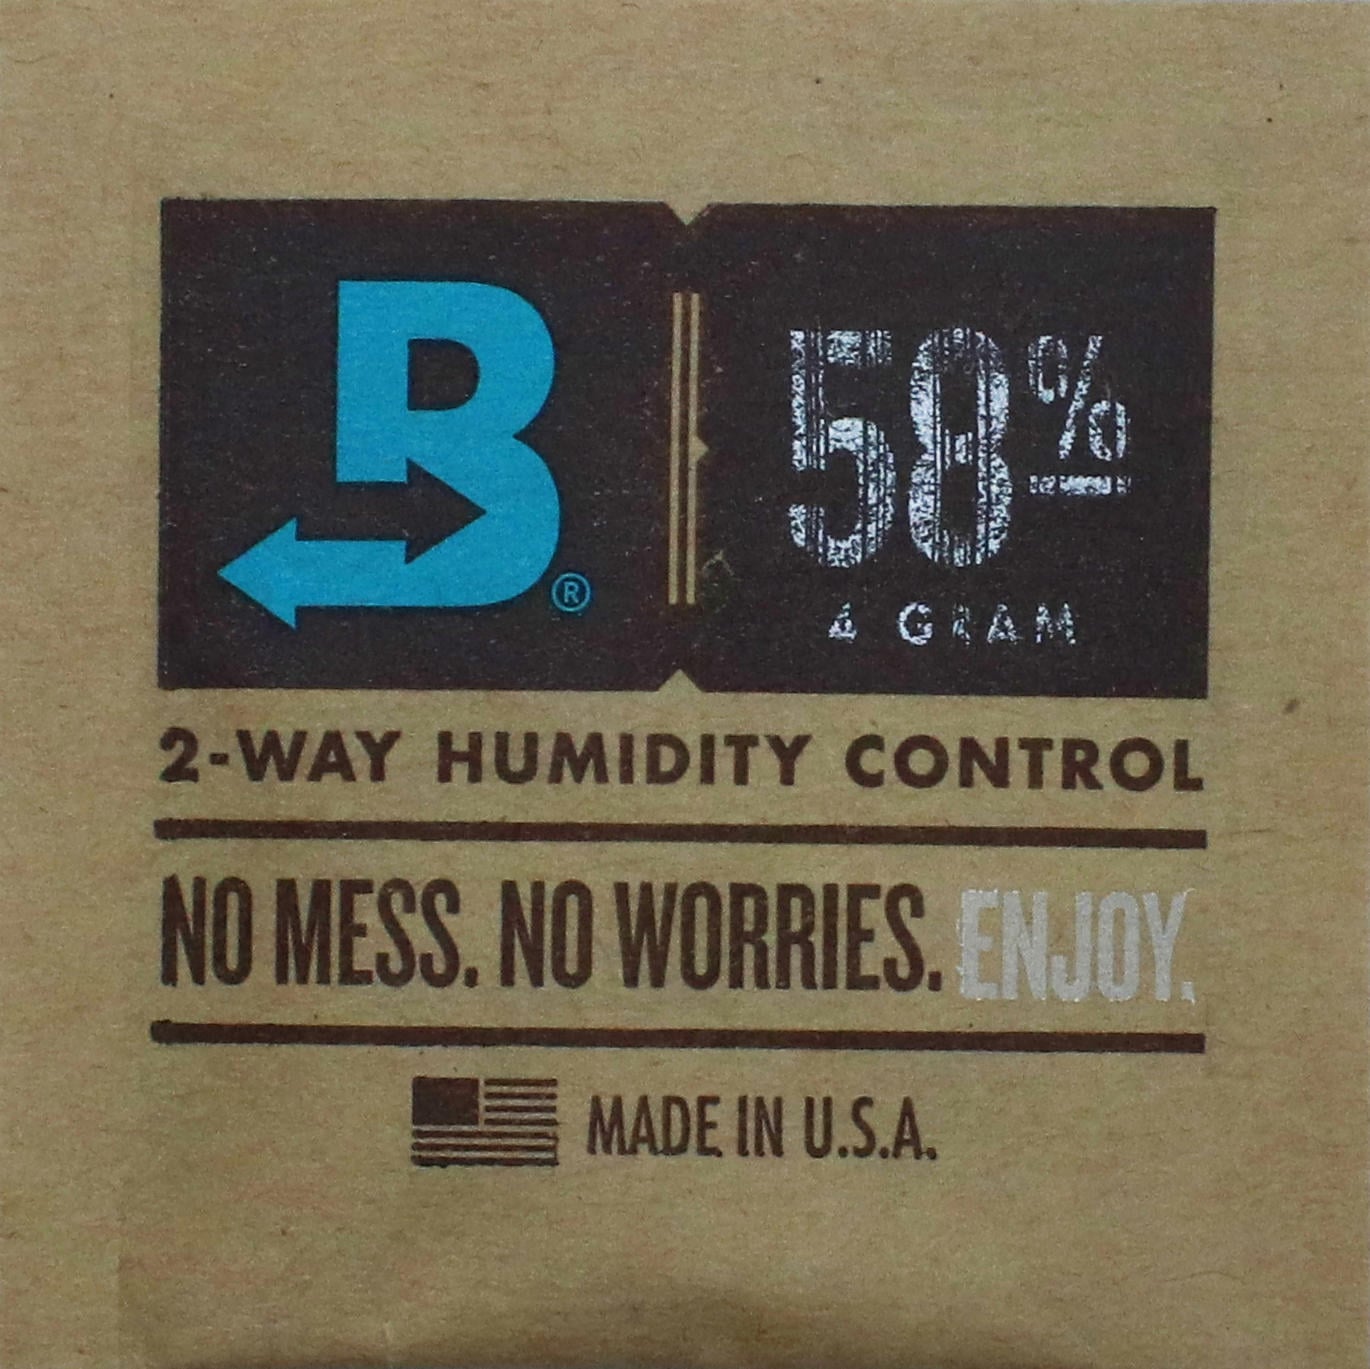 B®
58%
4 GRAM
2-WAY HUMIDITY CONTROL
NO MESS. NO WORRIES. ENJOY.
MADE IN U.S.A.